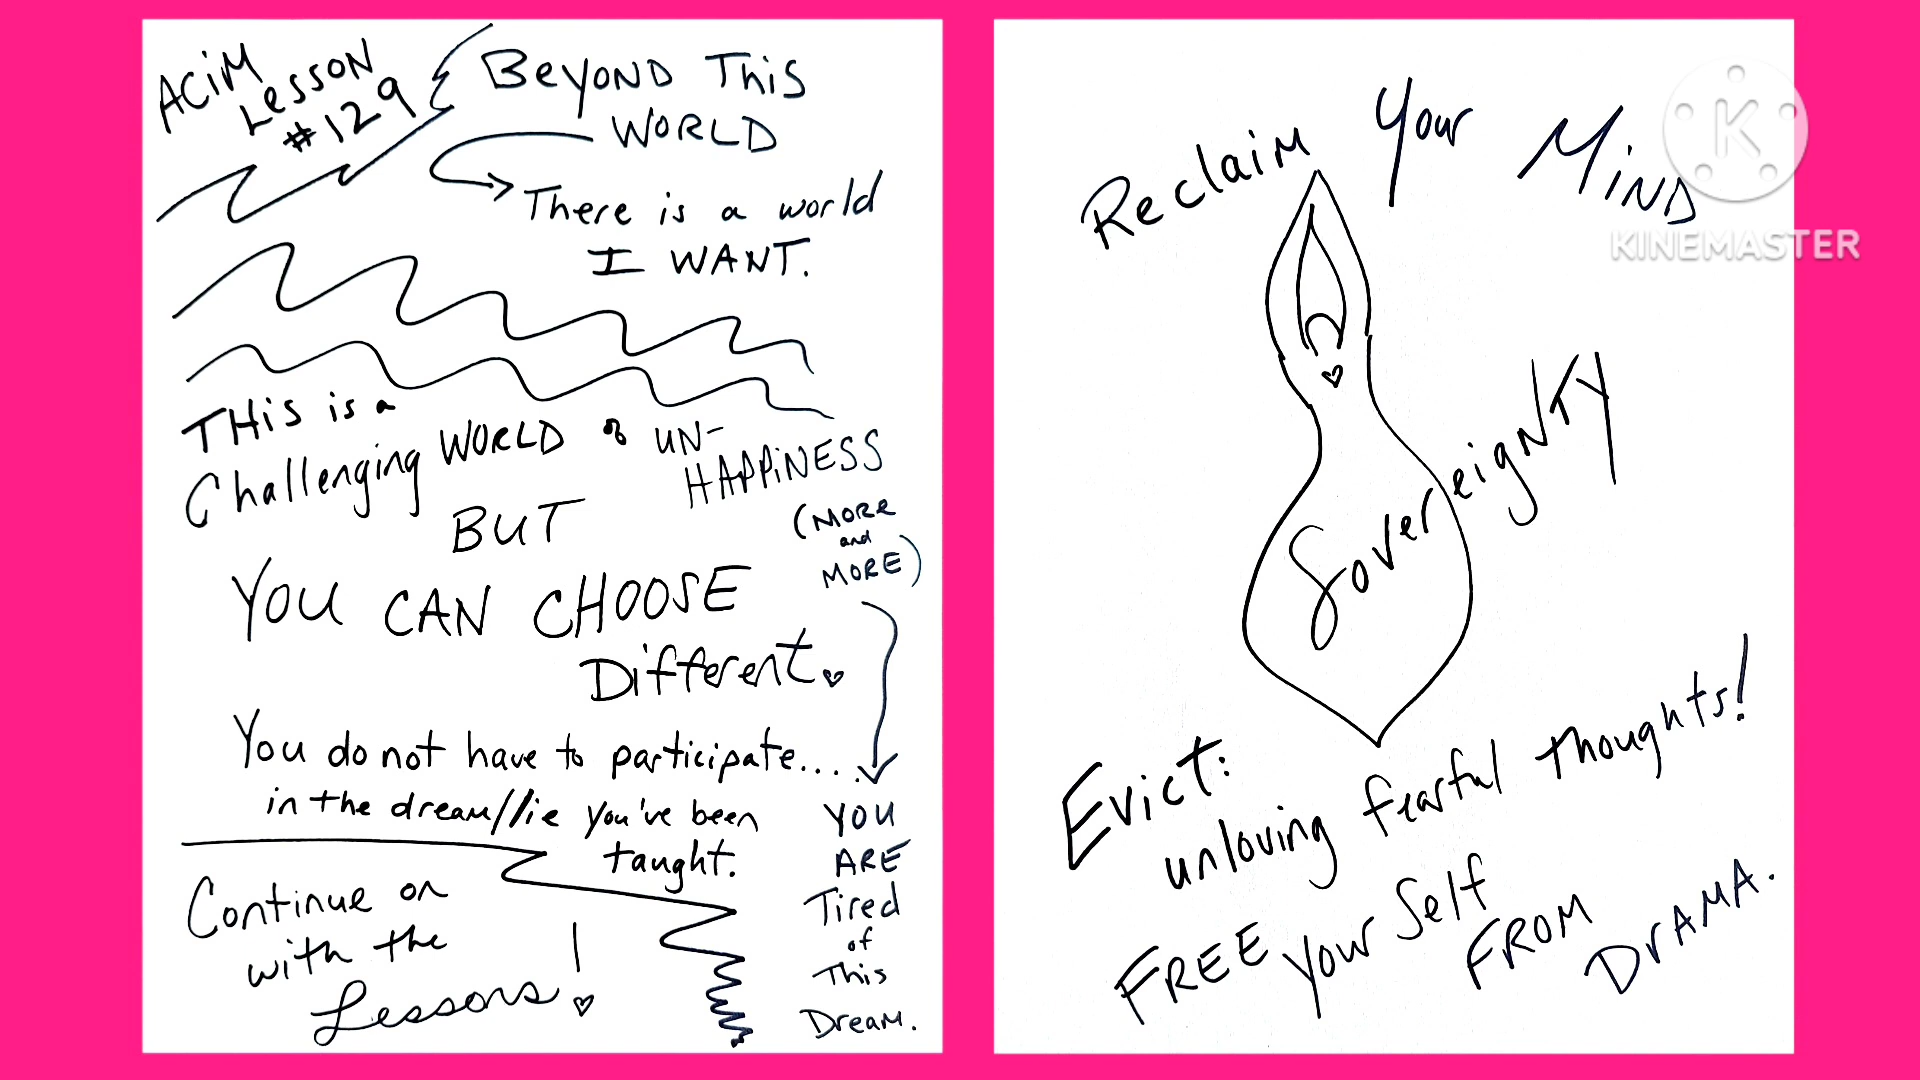 ACiM
Lesson
#129
Beyond This
World
There is a world
I WANT.
THis is a
Challenging WORLD of UN-
HAPPiNESS
(More
and
MORE)
BUT
YOU CAN CHOOSE
Different.
You do not have to participate....
in the dream//lie you've been
taught.
YOU
ARE
Tired
of
This
Dream.
Continue on
with the
Lessons!
Reclaim Your MiND
Sovereignty
Evict:
unloving fearful thoughts!
FREE your Self
FROM
DrAMA.
K
KINEMASTER